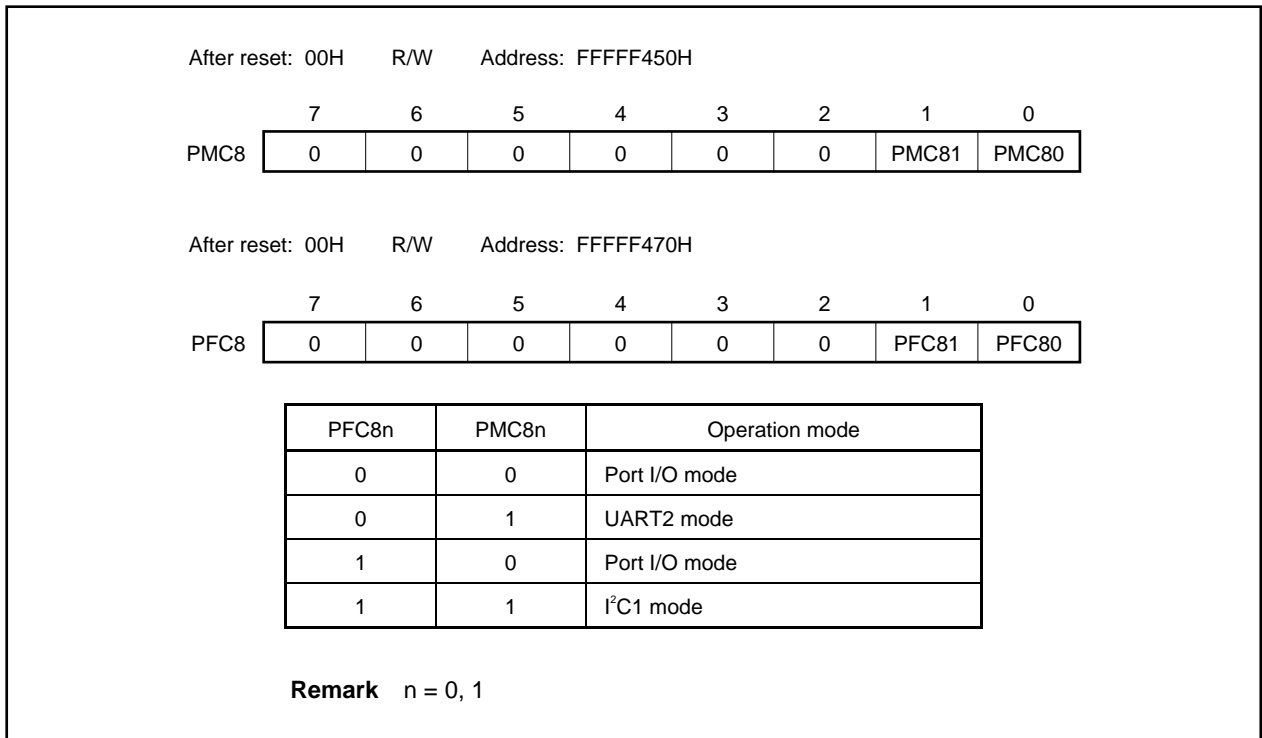 After reset: 00H R/W Address: FFFFF450H
7 6 5 4 3 2 1 0
PMC8 0 0 0 0 0 0 PMC81 PMC80
After reset: 00H R/W Address: FFFFF470H
7 6 5 4 3 2 1 0
PFC8 0 0 0 0 0 0 PFC81 PFC80
PFC8n PMC8n Operation mode
0 0 Port I/O mode
0 1 UART2 mode
1 0 Port I/O mode
1 1 I²C1 mode
Remark n = 0, 1